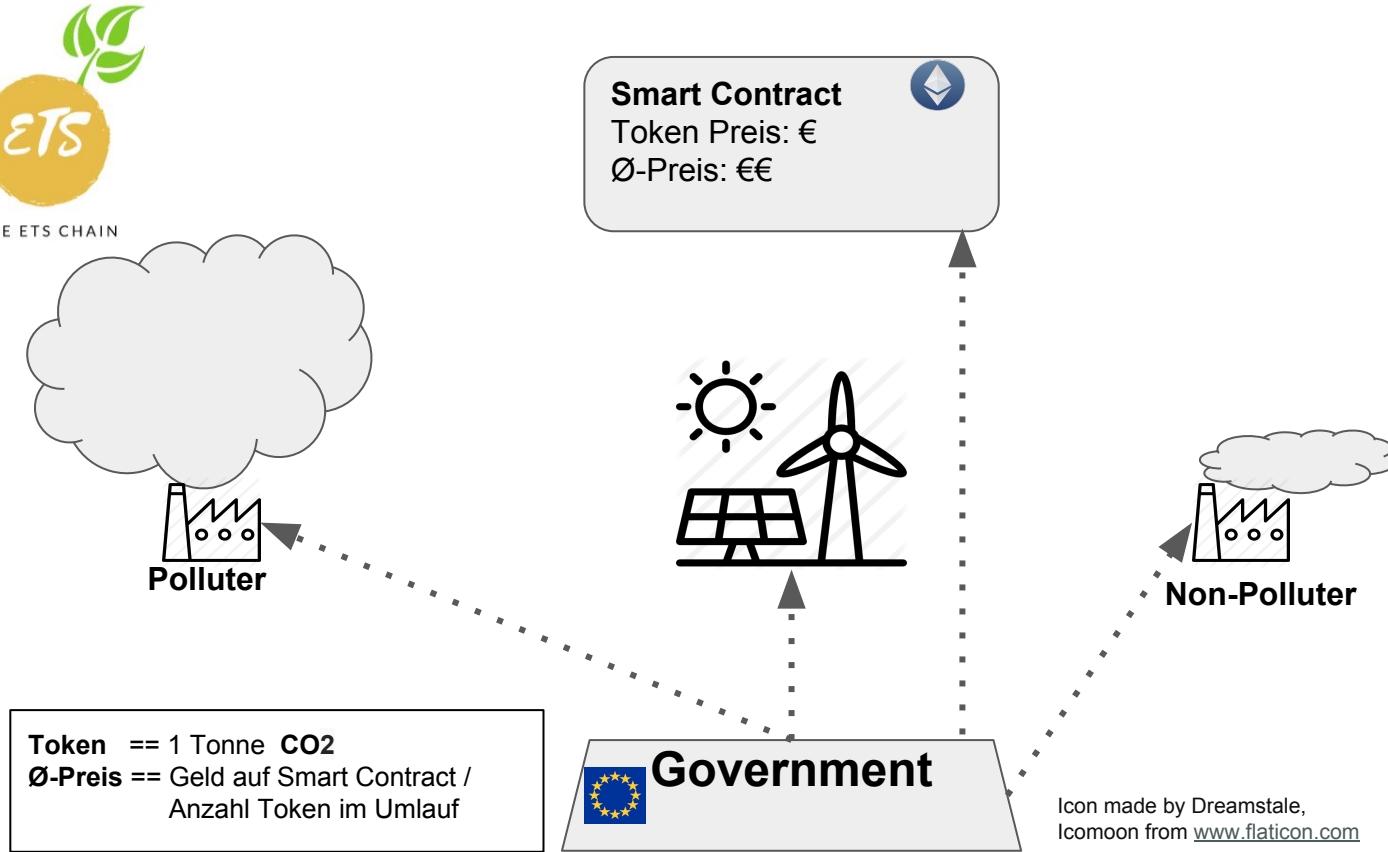 ETS
E ETS CHAIN
Smart Contract
Token Preis: €
Ø-Preis: €€
Polluter
Non-Polluter
Token == 1 Tonne CO2
Ø-Preis == Geld auf Smart Contract /
Anzahl Token im Umlauf
Government
Icon made by Dreamstale,
Icomoon from www.flaticon.com